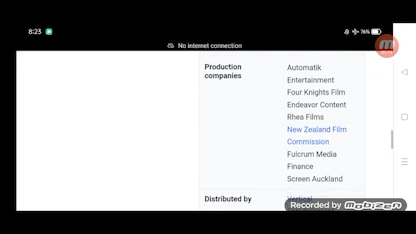 8:23
76%
No internet connection
Production companies
Automatik
Entertainment
Four Knights Film
Endeavor Content
Rhea Films
New Zealand Film
Commission
Fulcrum Media
Finance
Screen Auckland
Distributed by
Vertical
Recorded by mobizen